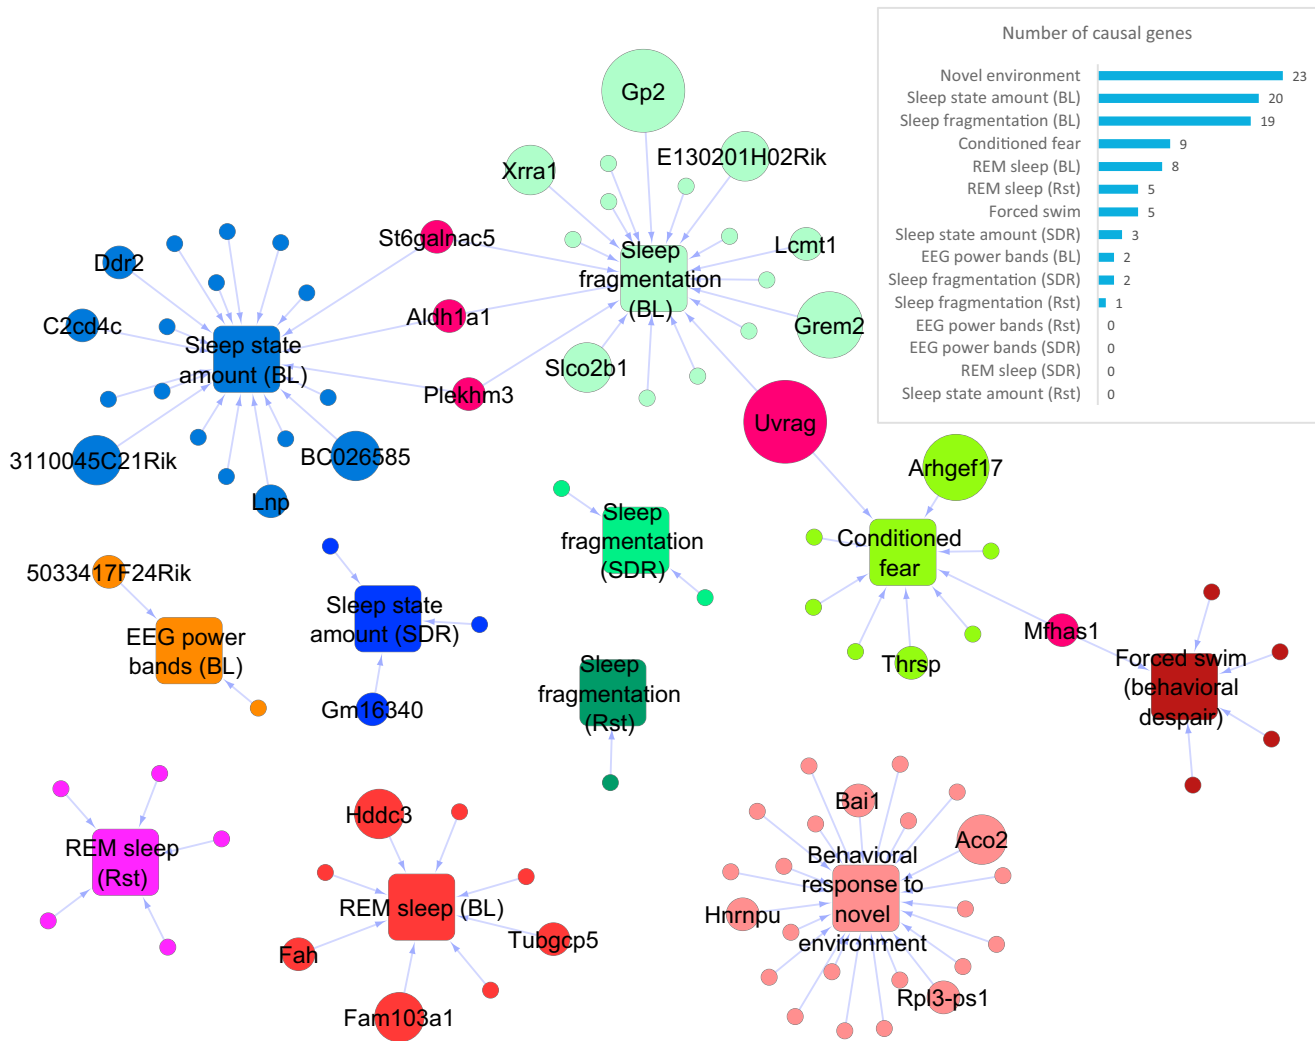 Number of causal genes
Novel environment 23
Sleep state amount (BL) 20
Sleep fragmentation (BL) 19
Conditioned fear 9
REM sleep (BL) 8
REM sleep (Rst) 5
Forced swim 5
Sleep state amount (SDR) 3
EEG power bands (BL) 2
Sleep fragmentation (SDR) 2
Sleep fragmentation (Rst) 1
EEG power bands (Rst) 0
EEG power bands (SDR) 0
REM sleep (SDR) 0
Sleep state amount (Rst) 0
Gp2
E130201H02Rik
Xrra1
St6galnac5
Lcmt1
Sleep
fragmentation
(BL)
Ddr2
C2cd4c
Aldh1a1
Grem2
Sleep state
amount (BL)
Slco2b1
Plekhm3
Uvrag
3110045C21Rik
BC026585
Lnp
Arhgef17
Sleep
fragmentation
(SDR)
Conditioned
fear
5033417F24Rik
EEG power
bands (BL)
Sleep state
amount (SDR)
Gm16340
Sleep
fragmentation
(Rst)
Thrsp
Mfhas1
Forced swim
(behavioral
despair)
REM sleep
(Rst)
Hddc3
REM sleep (BL)
Fah
Tubgcp5
Fam103a1
Bai1
Aco2
Behavioral
response to
novel
environment
Hnrnpu
Rpl3-ps1